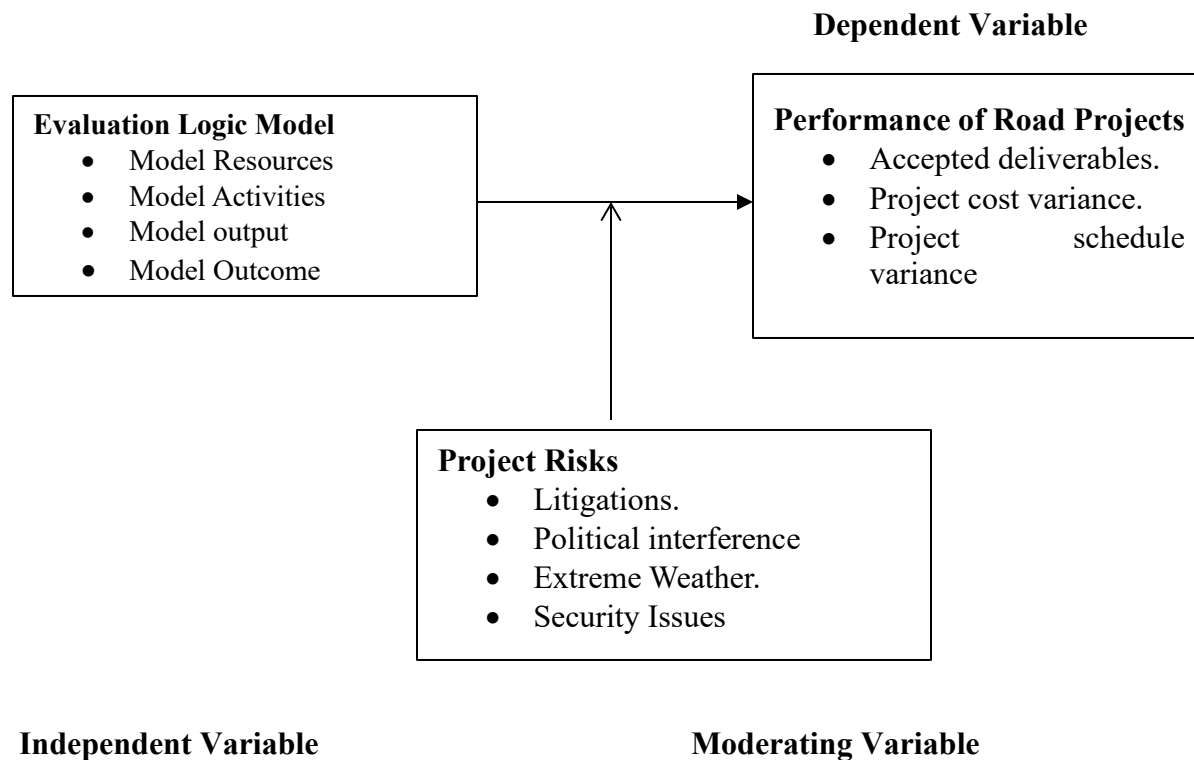 Dependent Variable
Evaluation Logic Model
• Model Resources
• Model Activities
• Model output
• Model Outcome
Performance of Road Projects
• Accepted deliverables.
• Project cost variance.
• Project schedule
variance
Project Risks
• Litigations.
• Political interference
• Extreme Weather.
• Security Issues
Independent Variable
Moderating Variable